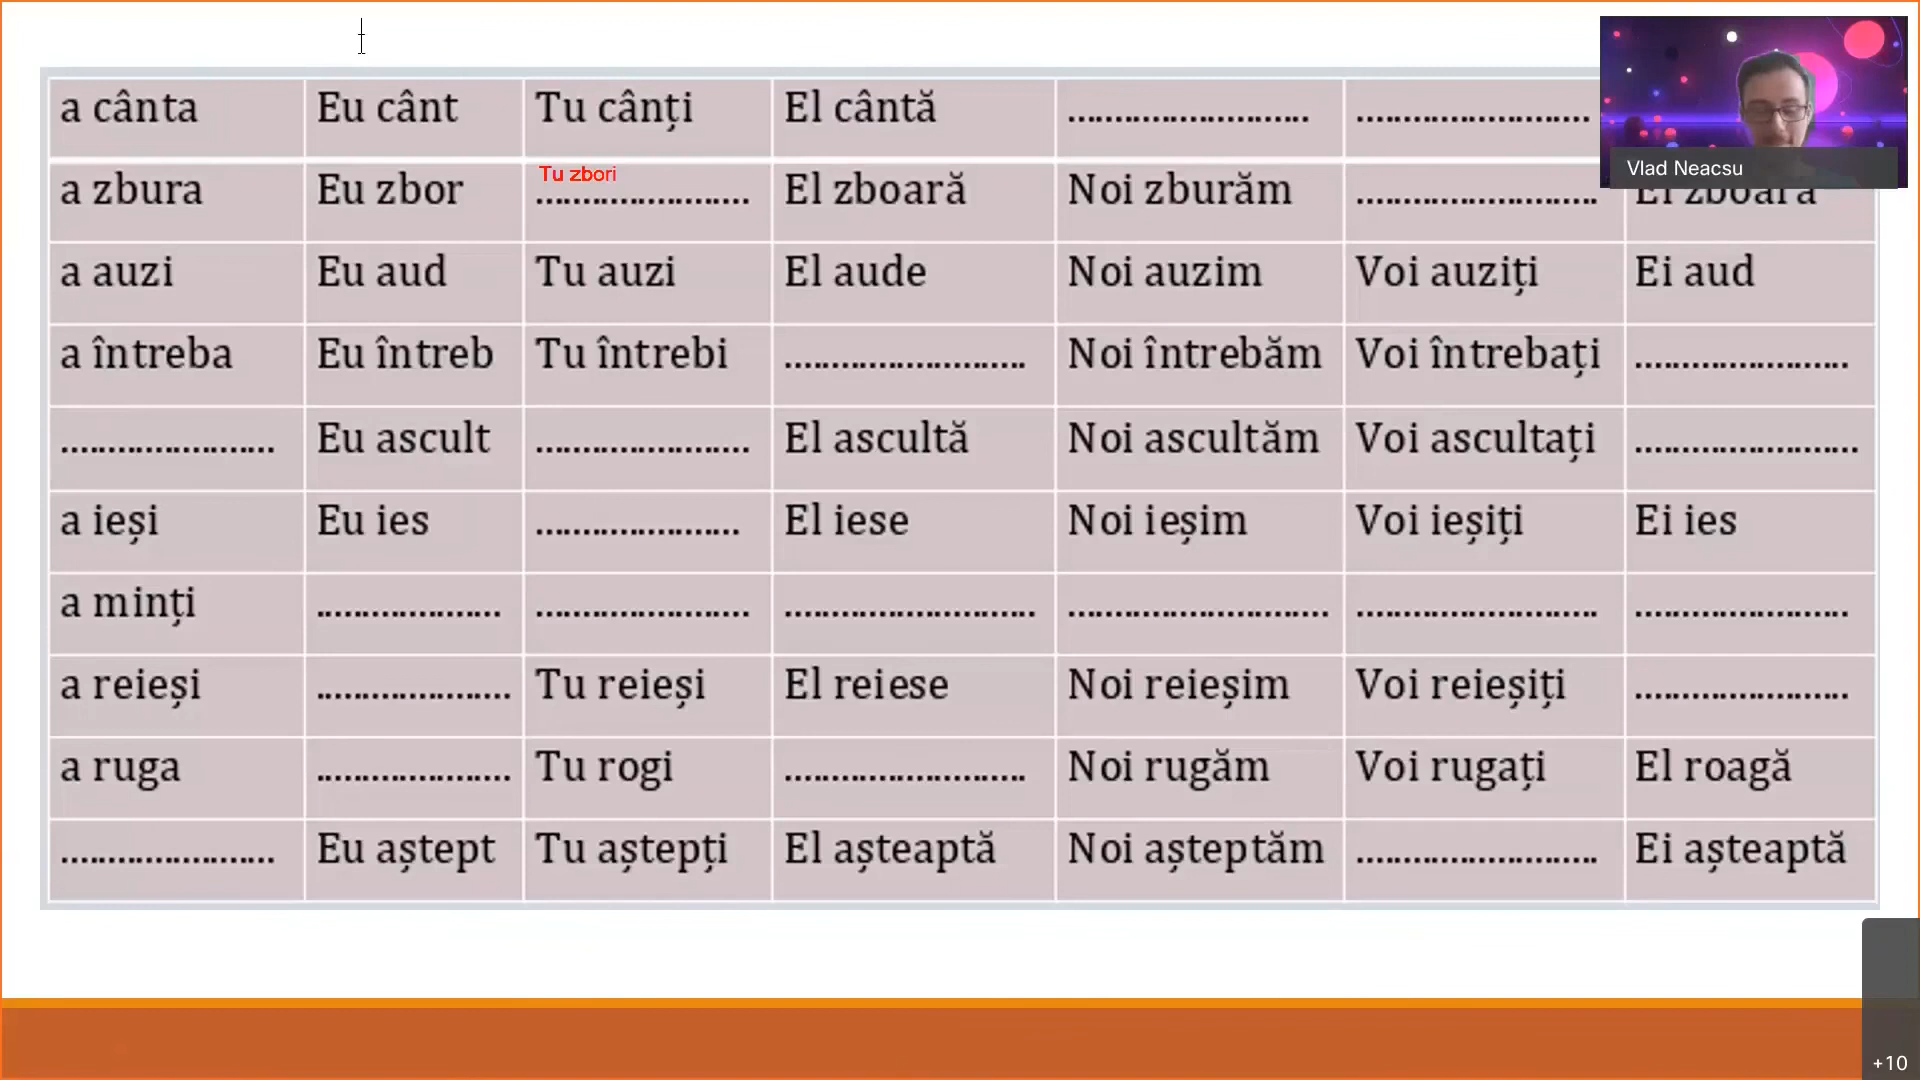 a cânta Eu cânt Tu cânți El cântă ........................ ........................
a zbura Eu zbor Tu zbori ........................ El zboară Noi zburăm ........................ El zboară
Vlad Neacsu
a auzi Eu aud Tu auzi El aude Noi auzim Voi auziți Ei aud
a întreba Eu întreb Tu întrebi ........................ Noi întrebăm Voi întrebați ........................
........................ Eu ascult ........................ El ascultă Noi ascultăm Voi ascultați ........................
a ieși Eu ies ........................ El iese Noi ieșim Voi ieșiți Ei ies
a minți ........................ ........................ ........................ ........................ ........................ ........................
a reieși ........................ Tu reieși El reiese Noi reieșim Voi reieșiți ........................
a ruga ........................ Tu rogi ........................ Noi rugăm Voi rugați El roagă
........................ Eu aștept Tu aștepți El așteaptă Noi așteptăm ........................ Ei așteaptă
+10